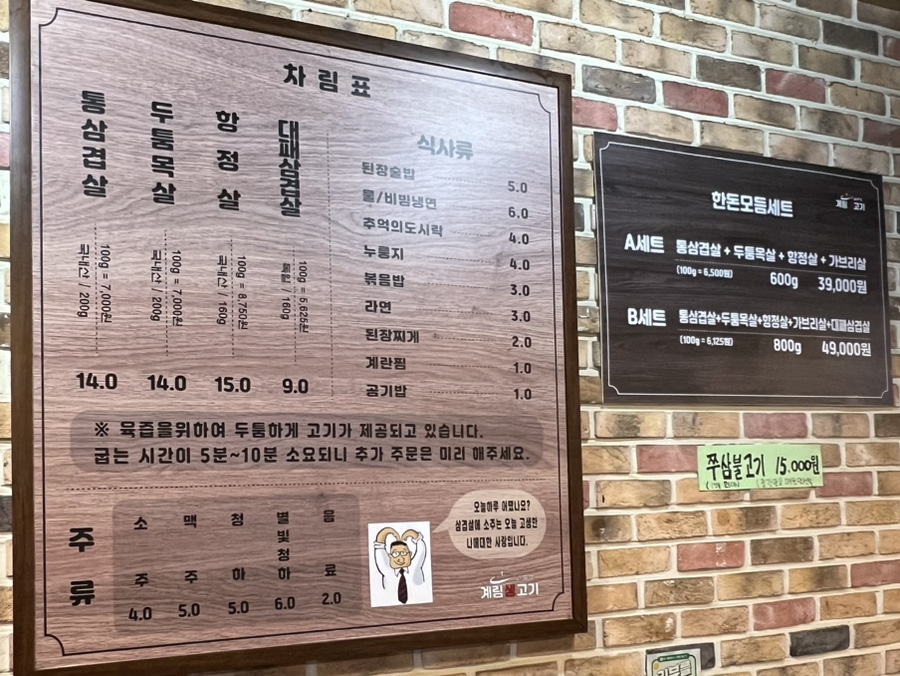 차림표
통삼겹살
100g = 7,000원
국내산 / 200g
14.0
두툼목살
100g = 7,000원
국내산 / 200g
14.0
항정살
100g = 8,750원
국내산 / 160g
15.0
대패삼겹살
100g = 5,625원
독일 / 160g
9.0
식사류
된장술밥 5.0
물/비빔냉면 6.0
추억의도시락 4.0
누룽지 4.0
볶음밥 3.0
라면 3.0
된장찌게 2.0
계란찜 1.0
공기밥 1.0
※ 육즙을위하여 두툼하게 고기가 제공되고 있습니다.
굽는 시간이 5분~10분 소요되니 추가 주문은 미리 해주세요.
주류
소주 4.0
맥주 5.0
청하 5.0
별빛청하 6.0
음료 2.0
오늘하루 어땠나요?
삼겹살에 소주는 오늘 고생한
나에대한 사랑입니다.
계림생고기
한돈모듬세트
계림 고기
A세트 통삼겹살 + 두툼목살 + 항정살 + 가브리살
(100g = 6,500원) 600g 39,000원
B세트 통삼겹살+두툼목살+항정살+가브리살+대패삼겹살
(100g = 6,125원) 800g 49,000원
쭈삼불고기 15,000원